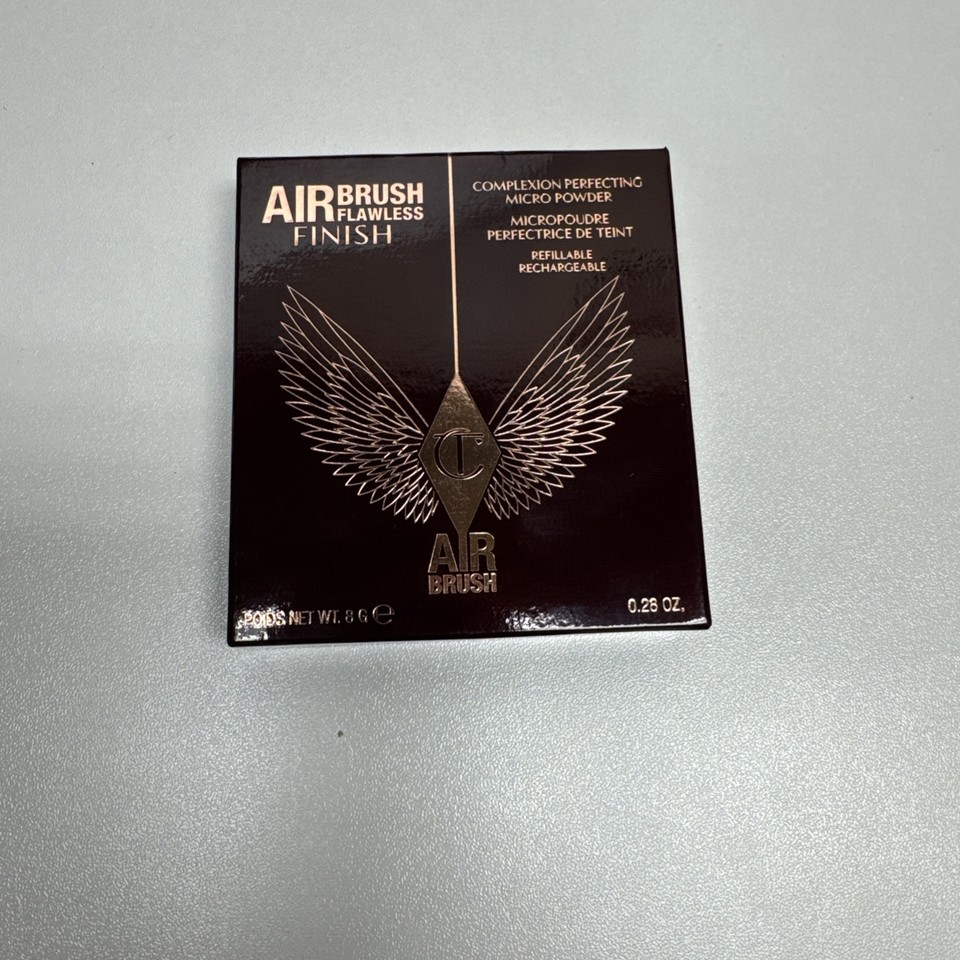 AIRBRUSH
FLAWLESS
FINISH
COMPLEXION PERFECTING
MICRO POWDER
MICROPOUDRE
PERFECTRICE DE TEINT
REFILLABLE
RECHARGEABLE
CT
AIR
BRUSH
POIDS NET WT. 8 G ℮
0.28 OZ.